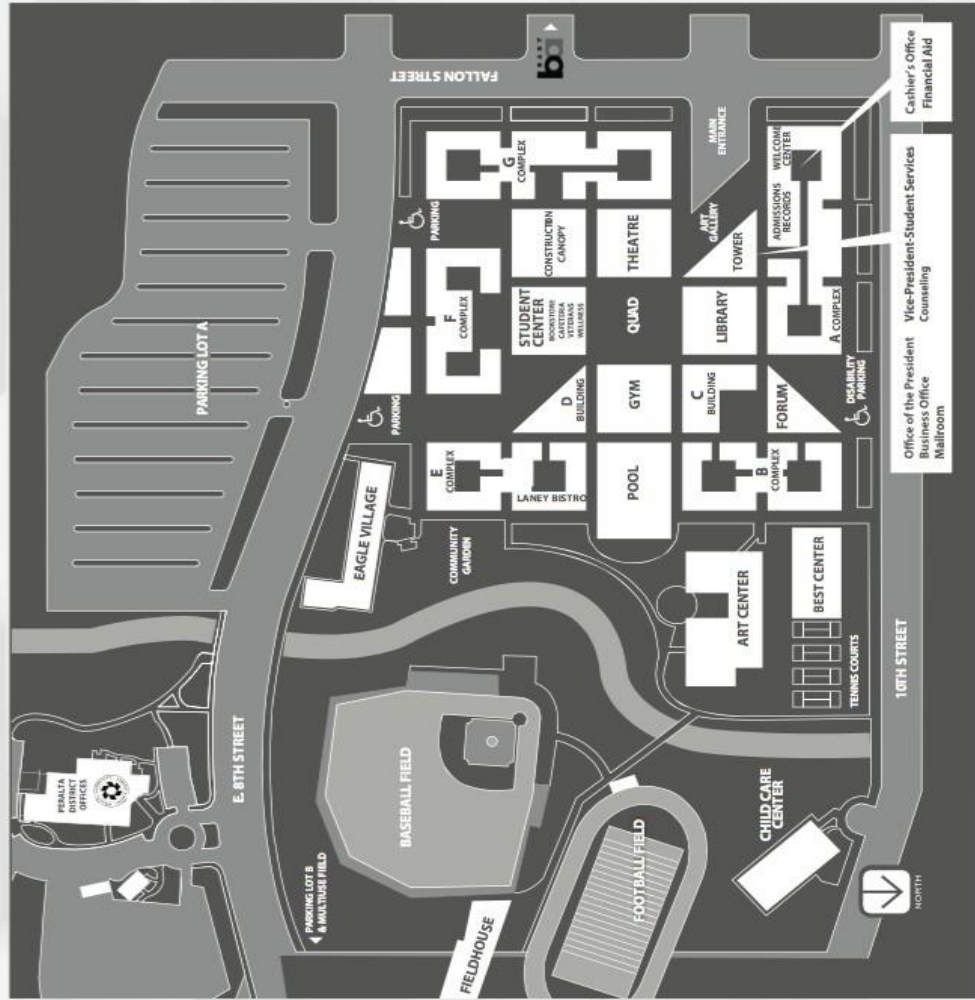 PARKING LOT A
FALLON STREET
bart
ba
PERALTA
DISTRICT
OFFICES
E. 8TH STREET
PARKING LOT B
& MULTIUSE FIELD
EAGLE VILLAGE
PARKING
PARKING
COMMUNITY
GARDEN
BASEBALL FIELD
FIELDHOUSE
FOOTBALL FIELD
E
COMPLEX
LANEY BISTRO
F
COMPLEX
G
COMPLEX
D
BUILDING
STUDENT
CENTER
BOOKSTORE
CAFETERIA
VETERANS
WELLNESS
CONSTRUCTION
CANOPY
POOL
GYM
QUAD
THEATRE
MAIN
ENTRANCE
ART
GALLERY
TOWER
LIBRARY
C
BUILDING
B
COMPLEX
FORUM
A COMPLEX
ADMISSIONS
RECORDS
WELCOME
CENTER
ART CENTER
BEST CENTER
TENNIS COURTS
CHILD CARE
CENTER
DISABILITY
PARKING
10TH STREET
NORTH
Office of the President
Business Office
Mailroom
Vice-President-Student Services
Counseling
Cashier's Office
Financial Aid